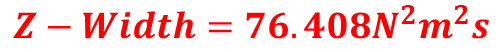 Z − Width = 76.408N²m²s